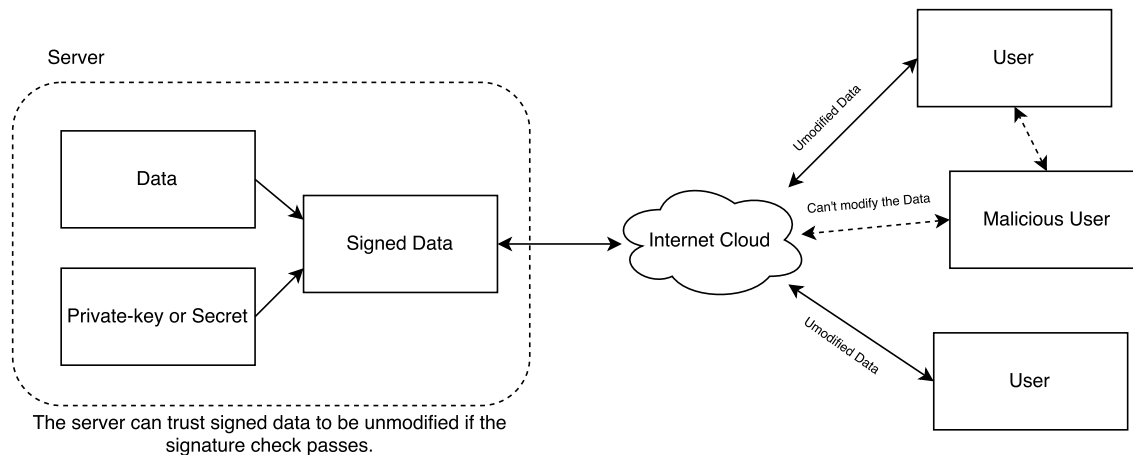 Server
Data
Private-key or Secret
Signed Data
The server can trust signed data to be unmodified if the
signature check passes.
Internet Cloud
Umodified Data
User
Can't modify the Data
Malicious User
Umodified Data
User